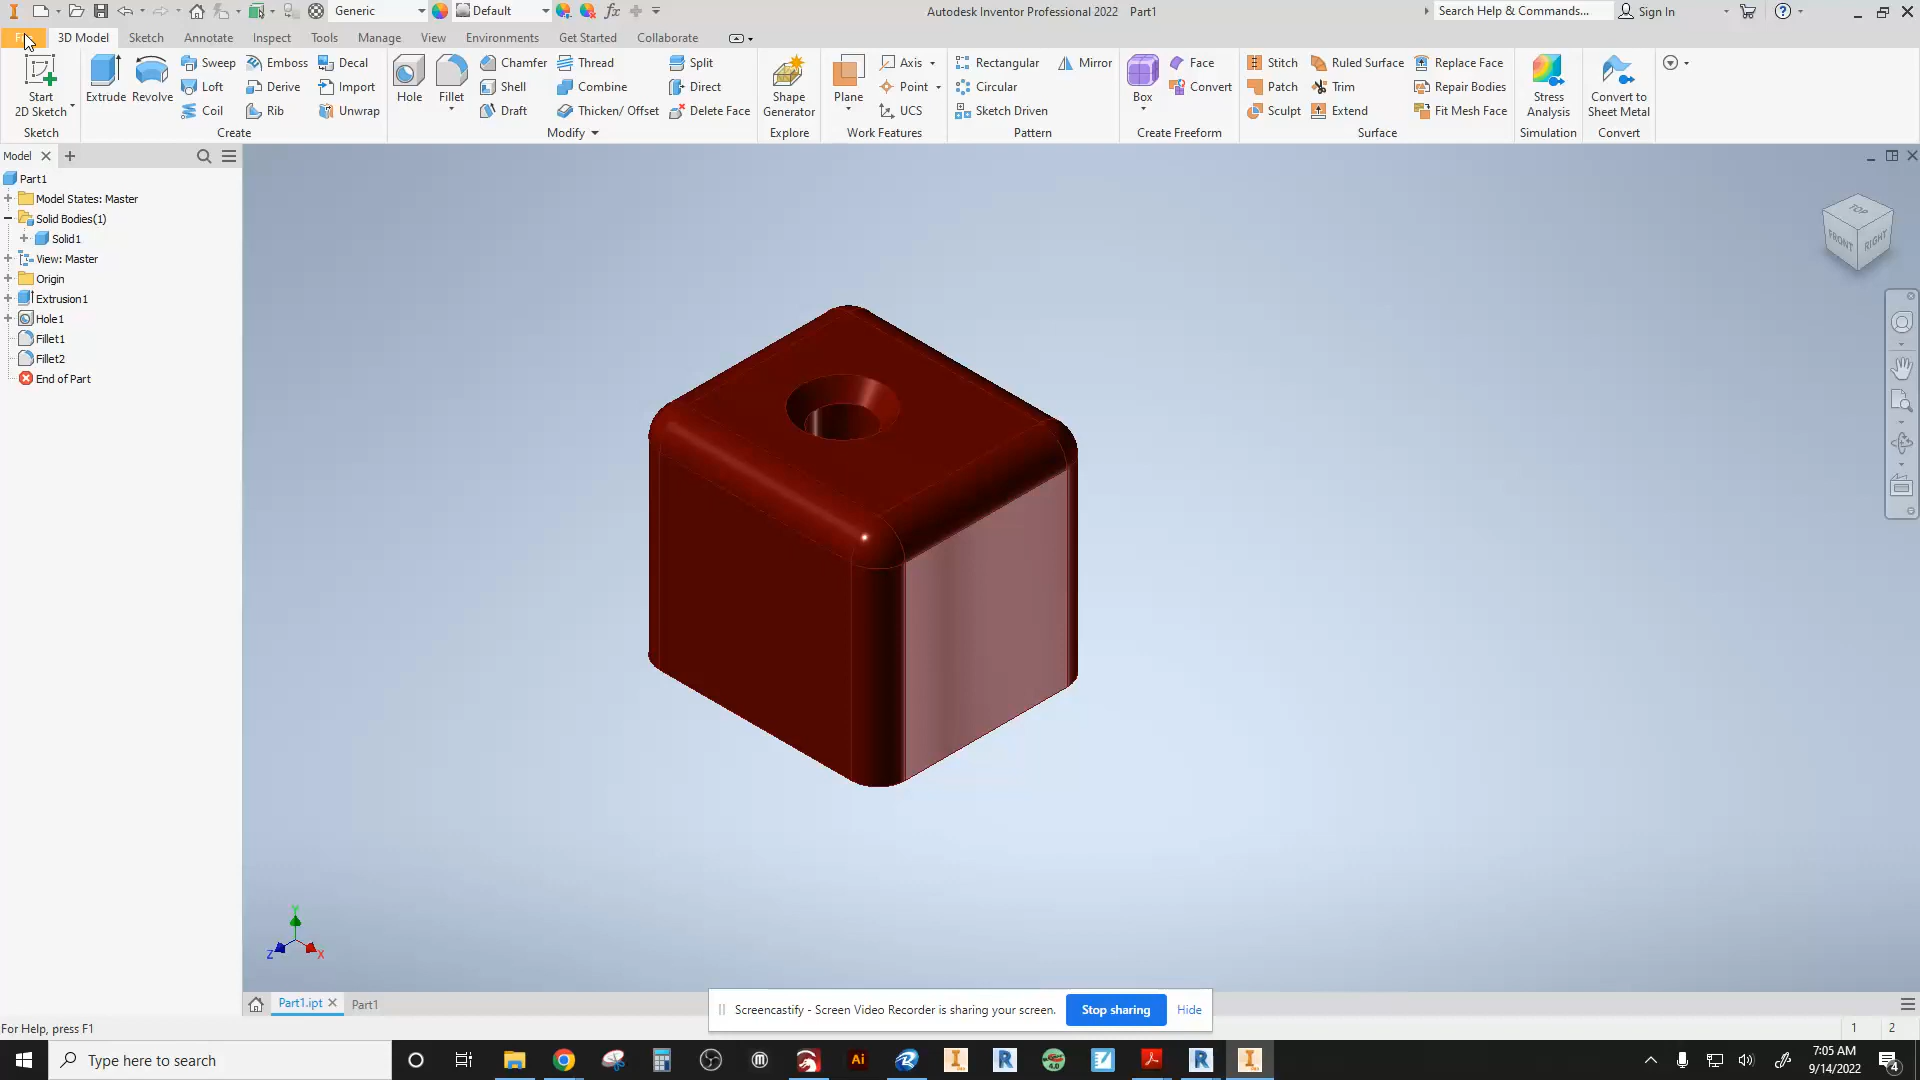 Generic
Default
fx
Autodesk Inventor Professional 2022 Part1
Search Help & Commands...
Sign In
3D Model Sketch Annotate Inspect Tools Manage View Environments Get Started Collaborate
Start
2D Sketch
Sketch
Extrude
Revolve
Sweep
Loft
Coil
Emboss
Derive
Rib
Decal
Import
Unwrap
Create
Hole
Fillet
Chamfer
Shell
Draft
Thread
Combine
Thicken/ Offset
Split
Direct
Delete Face
Modify
Shape
Generator
Explore
Plane
Axis
Point
UCS
Work Features
Rectangular
Circular
Sketch Driven
Mirror
Pattern
Box
Face
Convert
Create Freeform
Stitch
Patch
Sculpt
Ruled Surface
Trim
Extend
Replace Face
Repair Bodies
Fit Mesh Face
Surface
Stress
Analysis
Simulation
Convert to
Sheet Metal
Convert
Model
Part1
Model States: Master
Solid Bodies(1)
Solid1
View: Master
Origin
Extrusion1
Hole1
Fillet1
Fillet2
End of Part
TOP
FRONT
RIGHT
Y
Z
X
Part1.ipt
Part1
Screencastify - Screen Video Recorder is sharing your screen.
Stop sharing
Hide
For Help, press F1
1
2
Type here to search
Ai
7:05 AM
9/14/2022
4